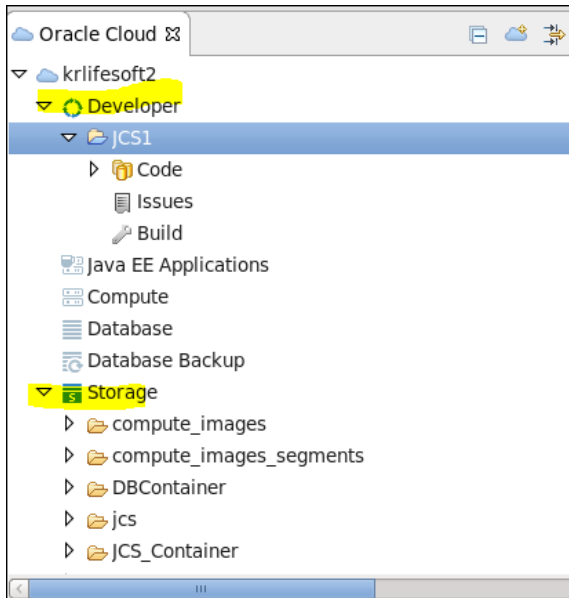 Oracle Cloud
krlifesoft2
Developer
JCS1
Code
Issues
Build
Java EE Applications
Compute
Database
Database Backup
Storage
compute_images
compute_images_segments
DBContainer
jcs
JCS_Container